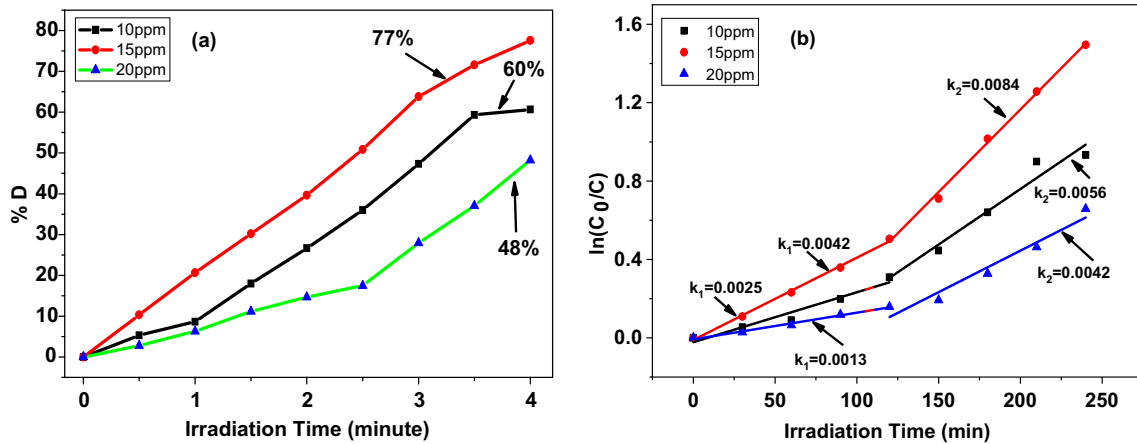 (a)
10ppm
15ppm
20ppm
77%
60%
48%
80
70
60
50
40
30
20
10
0
% D
0 1 2 3 4
Irradiation Time (minute)
(b)
10ppm
15ppm
20ppm
k2=0.0084
k1=0.0042
k2=0.0056
k1=0.0025
k2=0.0042
k1=0.0013
1.6
1.2
0.8
0.4
0.0
ln(C0/C)
0 50 100 150 200 250
Irradiation Time (min)